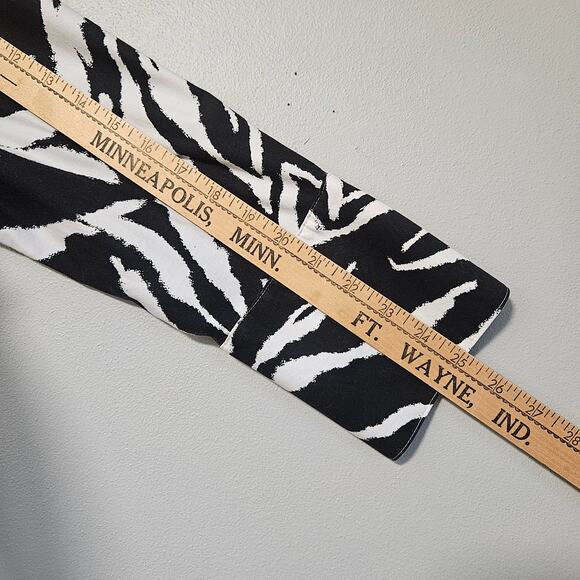 12 13 14 15 16 17 18 19 20 21 22 23 24 25 26 27 28
MINNEAPOLIS, MINN.
FT. WAYNE, IND.